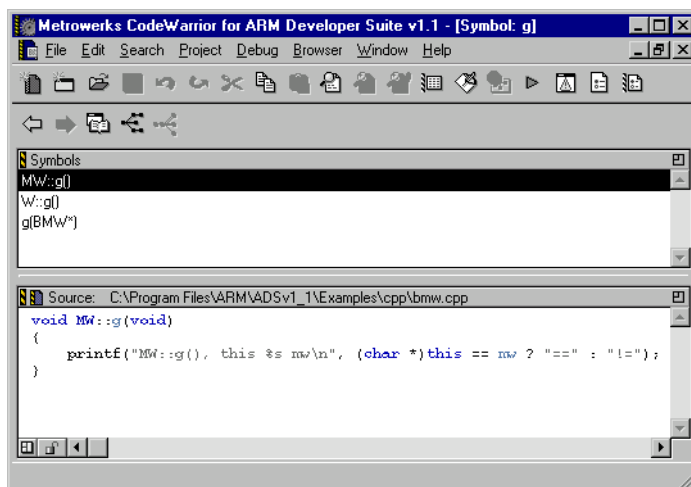 Metrowerks CodeWarrior for ARM Developer Suite v1.1 - [Symbol: g]
File Edit Search Project Debug Browser Window Help
Symbols
MW::g()
W::g()
g(BMW*)
Source: C:\Program Files\ARM\ADSv1_1\Examples\cpp\bmw.cpp
void MW::g(void)
{
printf("MW::g(), this %s mw\n", (char *)this == mw ? "==" : "!=");
}